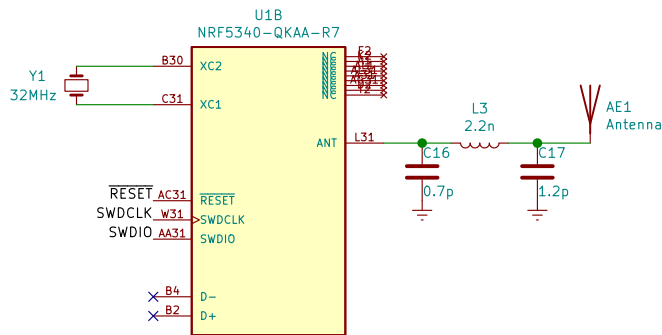 U1B
NRF5340-QKAA-R7
B30
XC2
Y1
32MHz
C31
XC1
ANT
L31
L3
2.2n
AE1
Antenna
C16
0.7p
C17
1.2p
RESET
AC31
RESET
SWDCLK
W31
SWDCLK
SWDIO
AA31
SWDIO
B4
D-
B2
D+